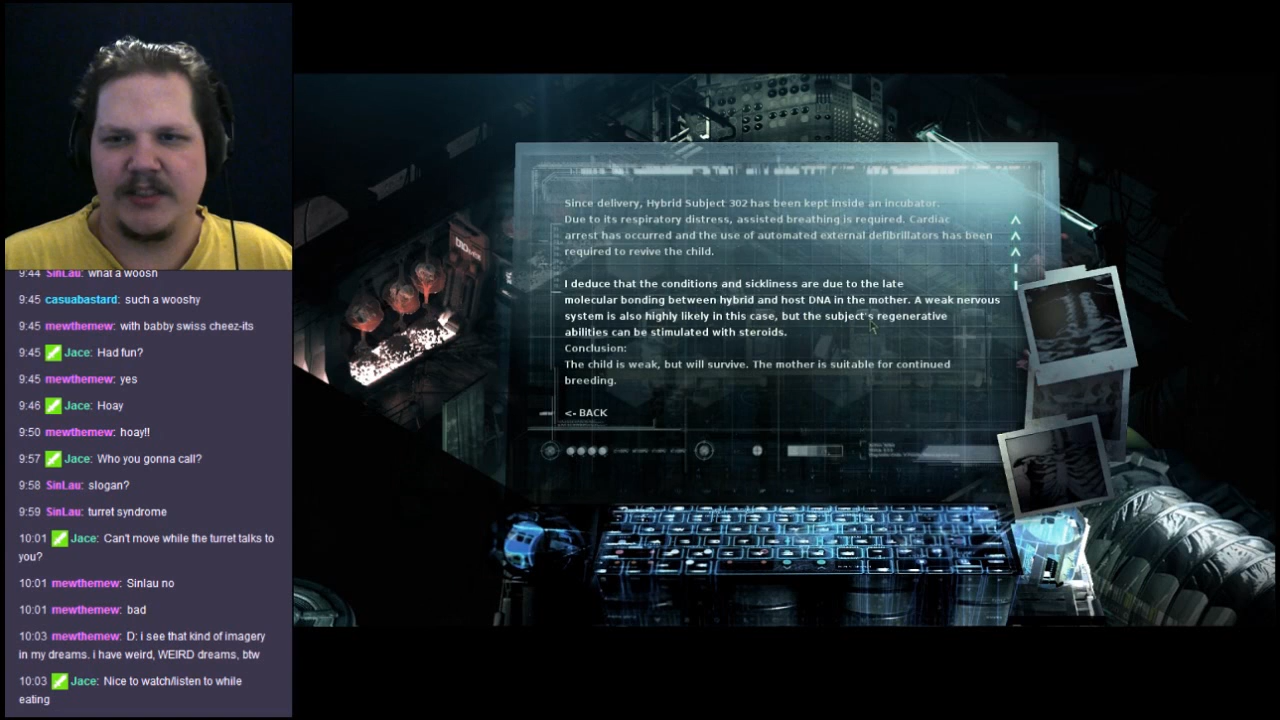 9:44 SinLau: what a woosh
9:45 casuabastard: such a wooshy
9:45 mewthemew: with babby swiss cheez-its
9:45 Jace: Had fun?
9:45 mewthemew: yes
9:46 Jace: Hoay
9:50 mewthemew: hoay!!
9:57 Jace: Who you gonna call?
9:58 SinLau: slogan?
9:59 SinLau: turret syndrome
10:01 Jace: Can't move while the turret talks to
you?
10:01 mewthemew: Sinlau no
10:01 mewthemew: bad
10:03 mewthemew: D: i see that kind of imagery
in my dreams. i have weird, WEIRD dreams, btw
10:03 Jace: Nice to watch/listen to while
eating
Since delivery, Hybrid Subject 302 has been kept inside an incubator.
Due to its respiratory distress, assisted breathing is required. Cardiac
arrest has occurred and the use of automated external defibrillators has been
required to revive the child.
I deduce that the conditions and sickliness are due to the late
molecular bonding between hybrid and host DNA in the mother. A weak nervous
system is also highly likely in this case, but the subject's regenerative
abilities can be stimulated with steroids.
Conclusion:
The child is weak, but will survive. The mother is suitable for continued
breeding.
<- BACK